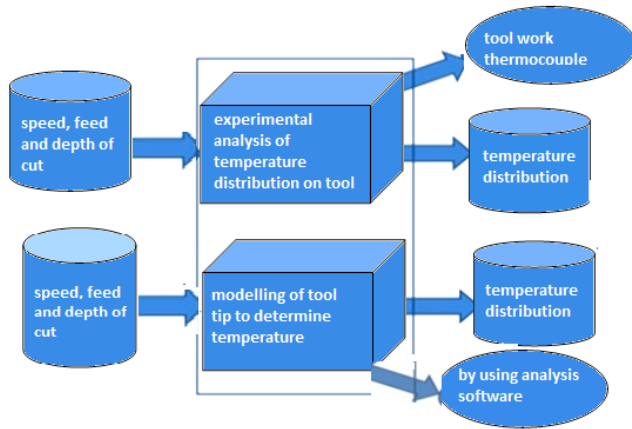 tool work
thermocouple
speed, feed
and depth of
cut
experimental
analysis of
temperature
distribution on tool
temperature
distribution
speed, feed
and depth of
cut
modelling of tool
tip to determine
temperature
temperature
distribution
by using analysis
software